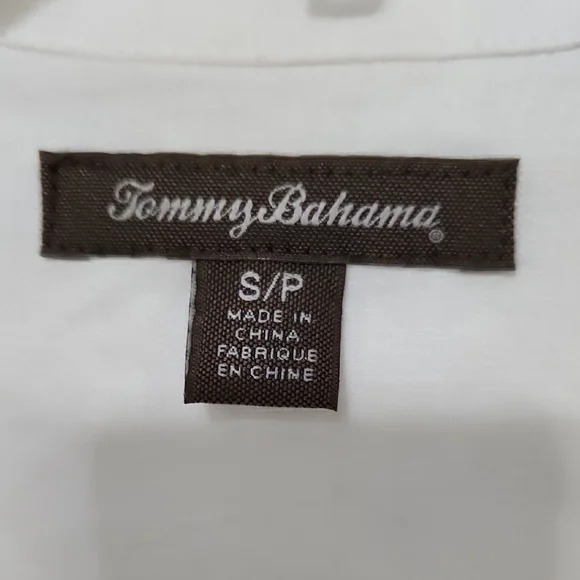 Tommy Bahama®
S/P
MADE IN
CHINA
FABRIQUE
EN CHINE